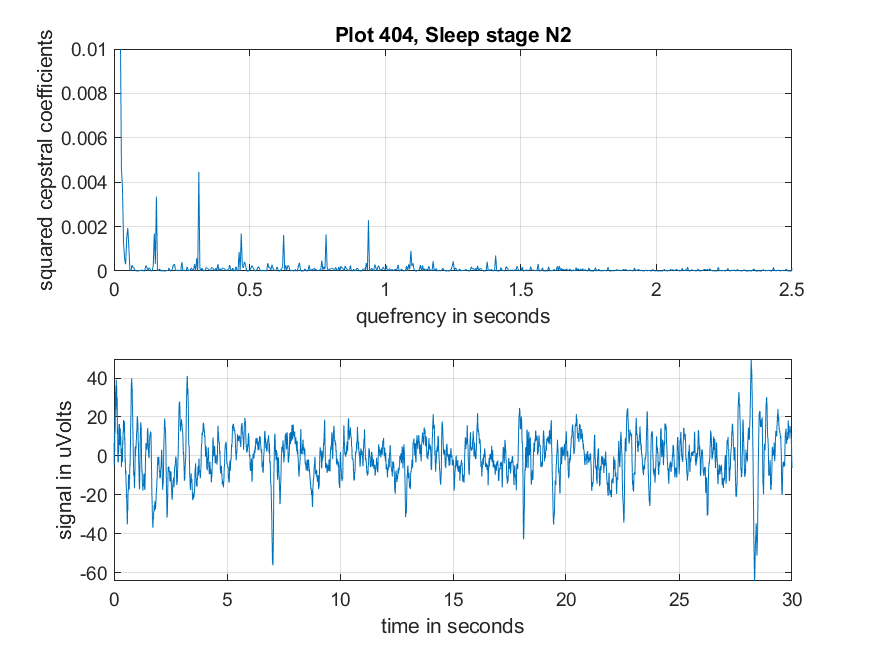 Plot 404, Sleep stage N2
squared cepstral coefficients
0.01
0.008
0.006
0.004
0.002
0
0 0.5 1 1.5 2 2.5
quefrency in seconds
signal in uVolts
40
20
0
-20
-40
-60
0 5 10 15 20 25 30
time in seconds